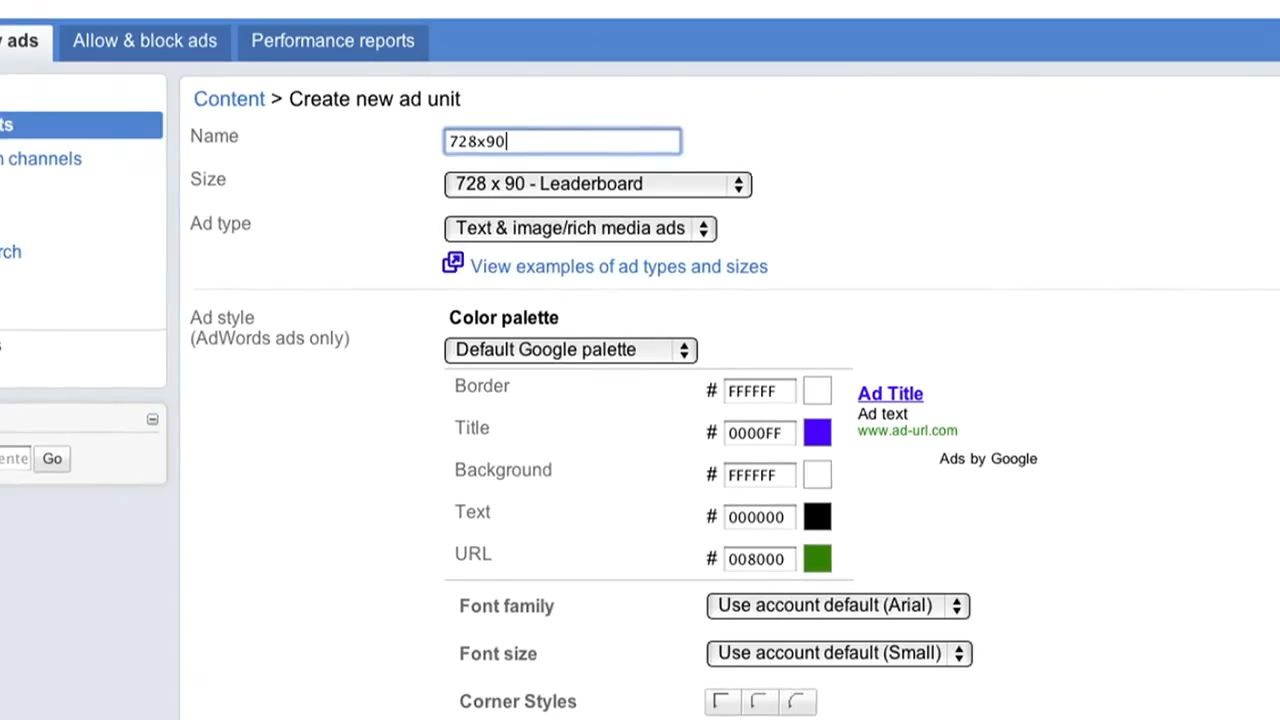 y ads
Allow & block ads
Performance reports
ts
n channels
rch
s
ente
Go
Content > Create new ad unit
Name
728x90
Size
728 x 90 - Leaderboard
Ad type
Text & image/rich media ads
View examples of ad types and sizes
Ad style
(AdWords ads only)
Color palette
Default Google palette
Border # FFFFFF
Title # 0000FF
Background # FFFFFF
Text # 000000
URL # 008000
Ad Title
Ad text
www.ad-url.com
Ads by Google
Font family
Use account default (Arial)
Font size
Use account default (Small)
Corner Styles